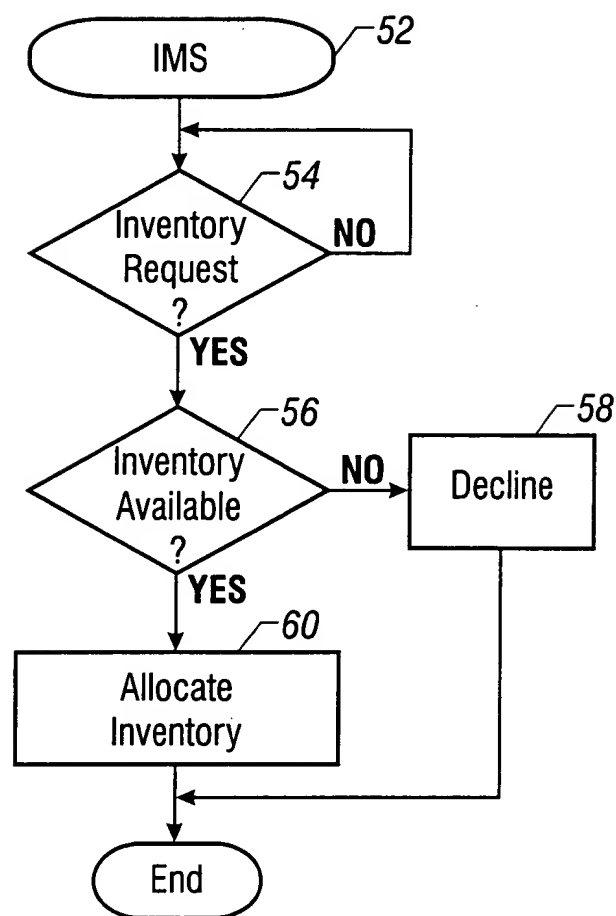 IMS
52
54
Inventory
Request
?
NO
YES
56
58
Inventory
Available
?
NO
Decline
YES
60
Allocate
Inventory
End